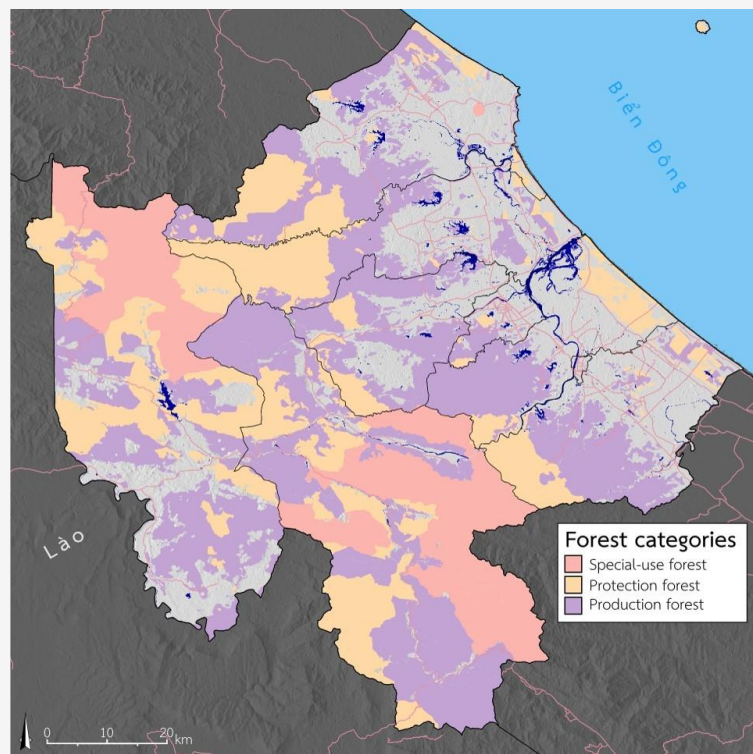 Biển Đông
Lào
Forest categories
Special-use forest
Protection forest
Production forest
0 10 20 km